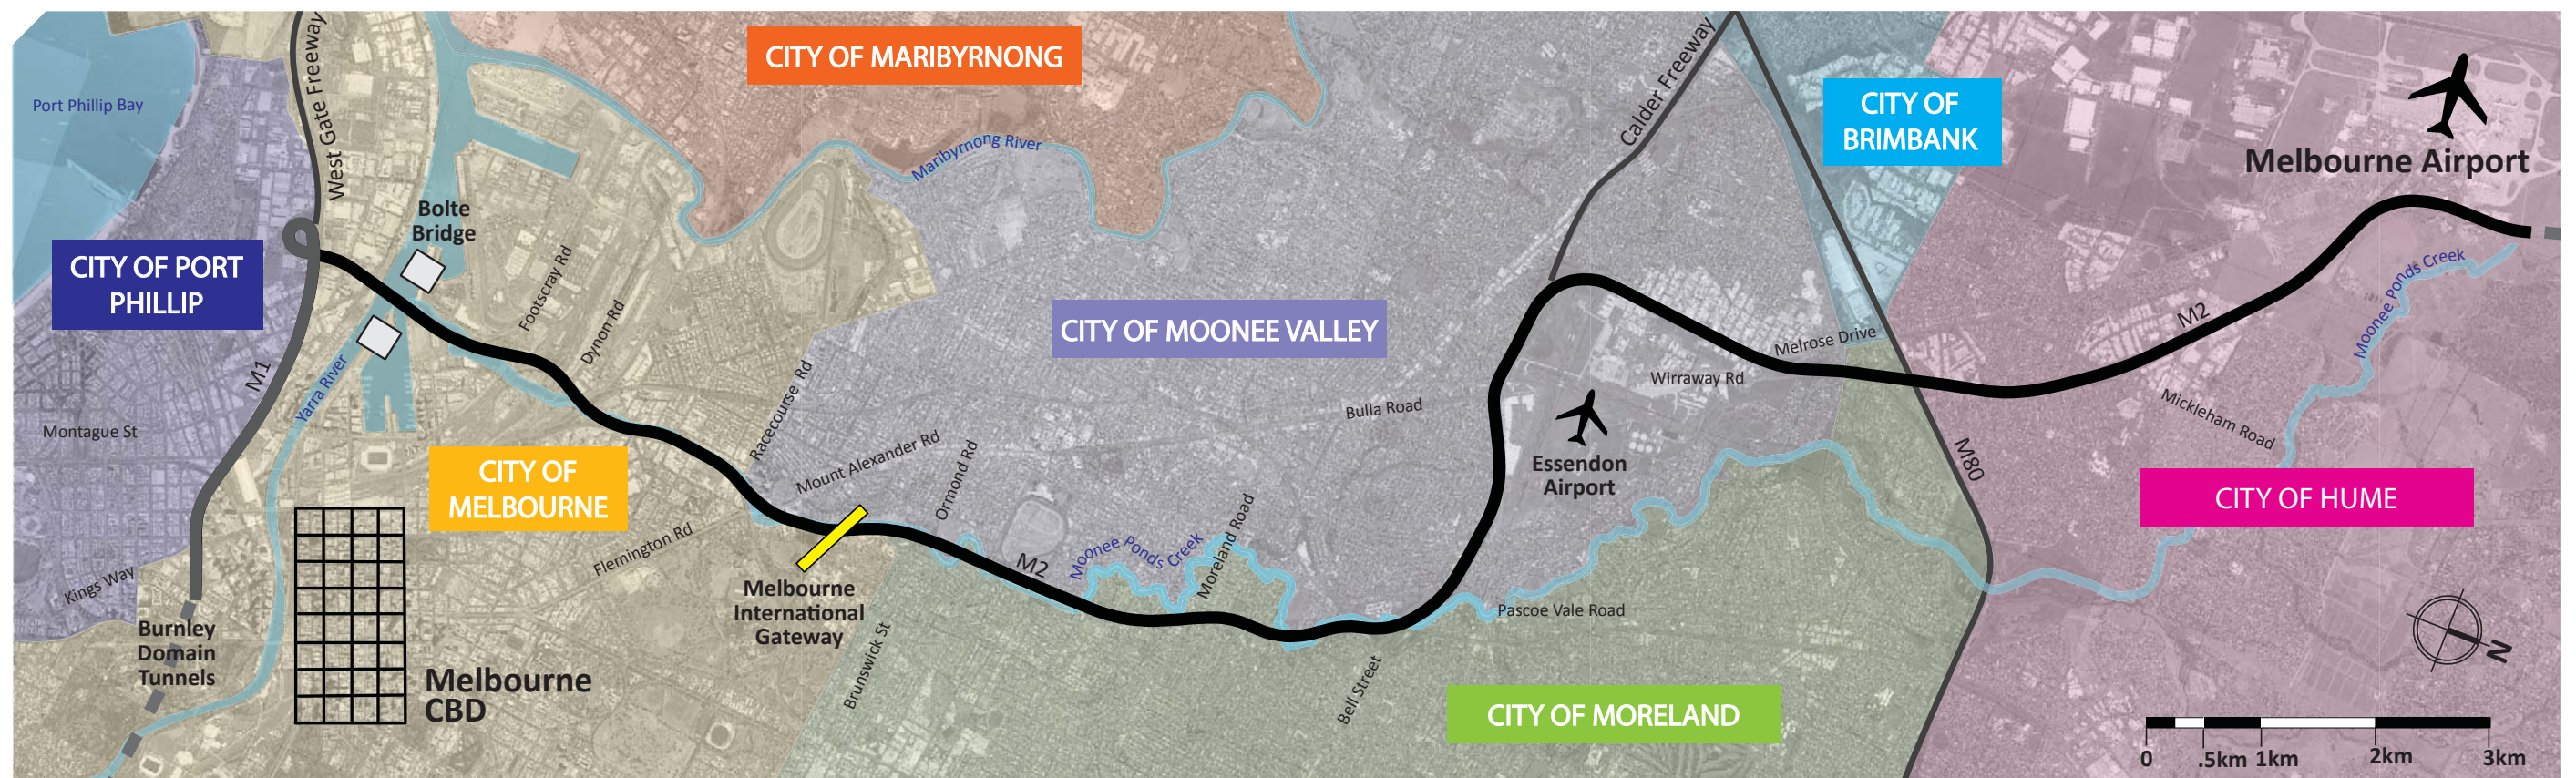 Port Phillip Bay
West Gate Freeway
CITY OF MARIBYRNONG
Calder Freeway
CITY OF
BRIMBANK
Melbourne Airport
Maribyrnong River
Bolte
Bridge
CITY OF PORT
PHILLIP
Footscray Rd
Dynon Rd
CITY OF MOONEE VALLEY
Melrose Drive
M2
Moonee Ponds Creek
M1
Yarra River
Racecourse Rd
Wirraway Rd
Bulla Road
Mickleham Road
Montague St
CITY OF
MELBOURNE
Mount Alexander Rd
Ormond Rd
Essendon
Airport
M80
CITY OF HUME
Flemington Rd
Kings Way
Melbourne
International
Gateway
M2
Moonee Ponds Creek
Moreland Road
Pascoe Vale Road
Burnley
Domain
Tunnels
Melbourne
CBD
Brunswick St
Bell Street
CITY OF MORELAND
N
0 .5km 1km 2km 3km